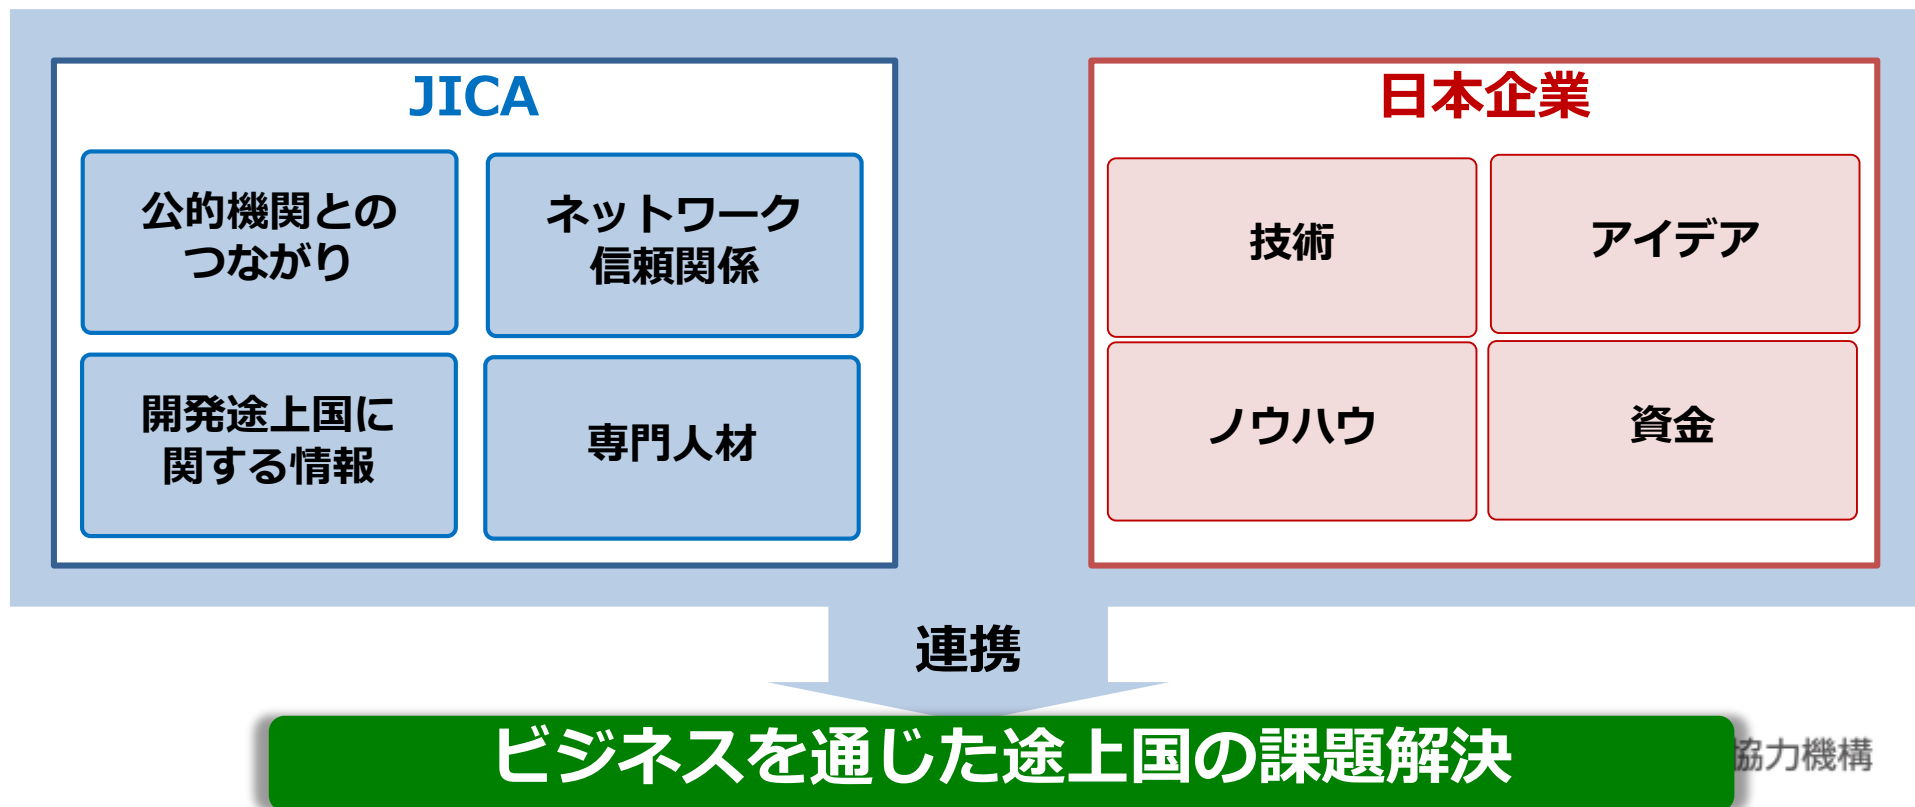 JICA
公的機関との
つながり
ネットワーク
信頼関係
開発途上国に
関する情報
専門人材
日本企業
技術
アイデア
ノウハウ
資金
連携
ビジネスを通じた途上国の課題解決
協力機構